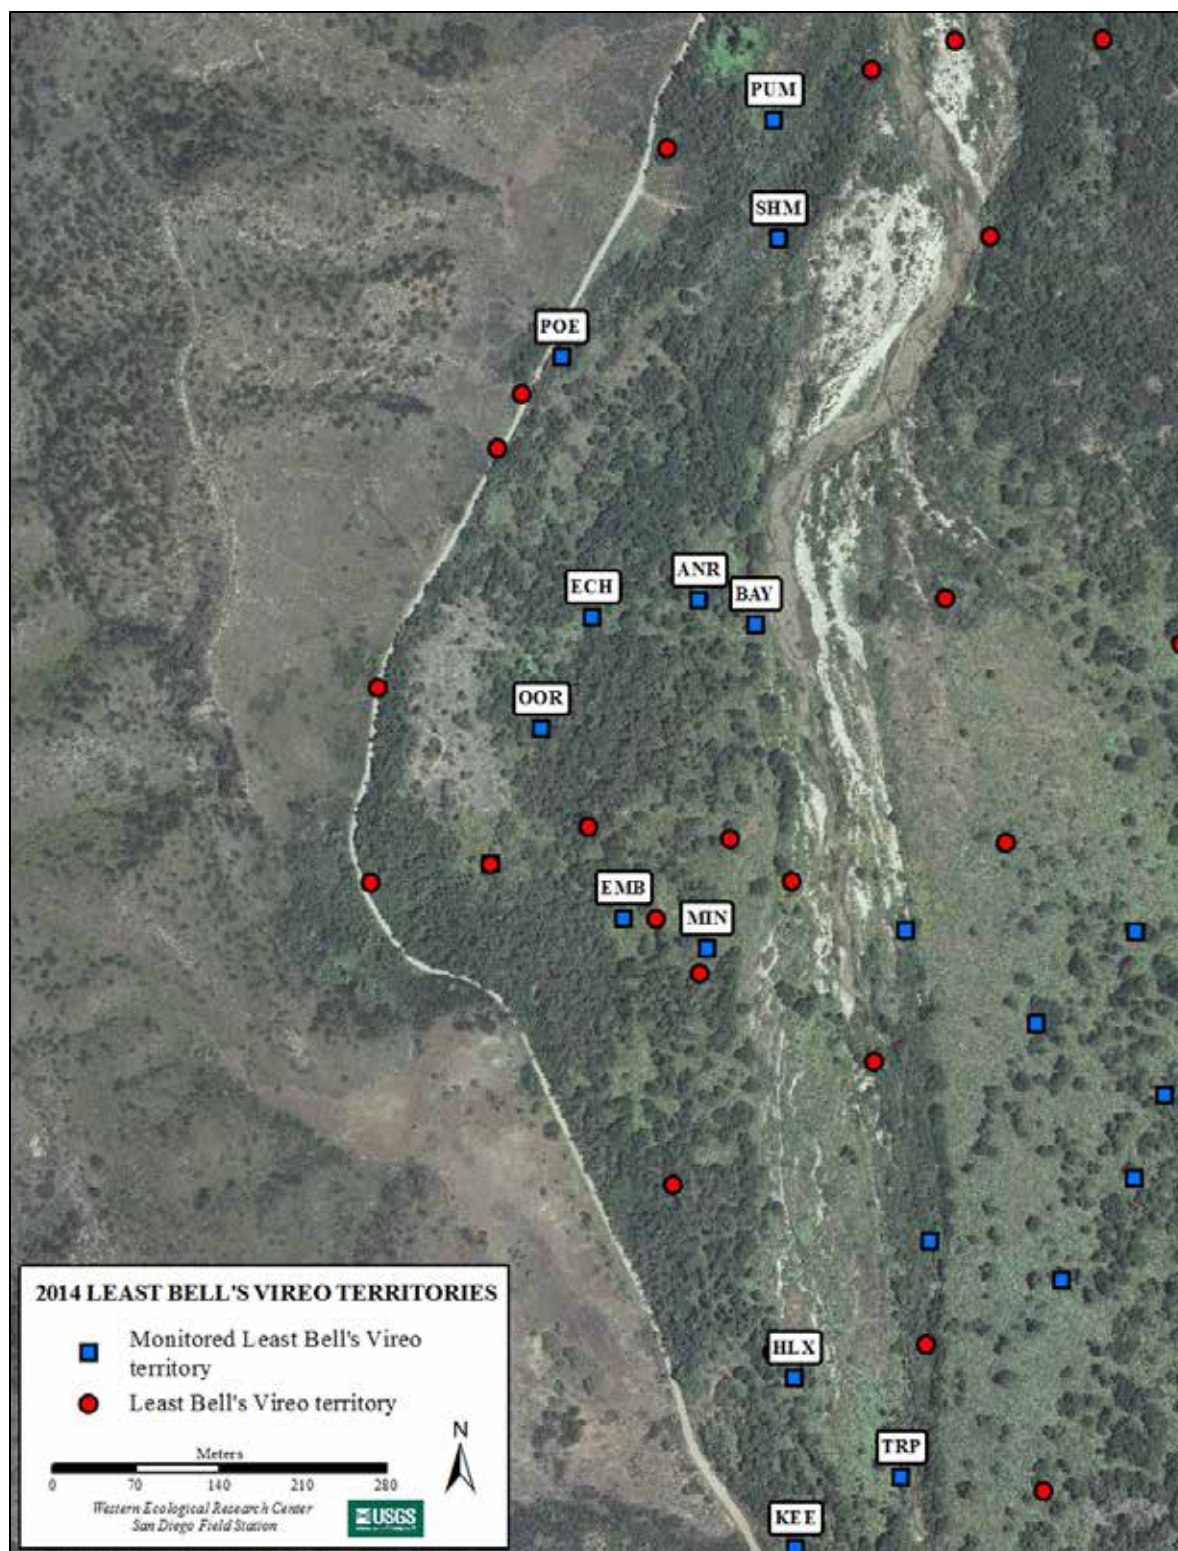 PUM
SHM
POE
ANR
ECH
BAY
OOR
EMB
MIN
HLX
TRP
KEE
2014 LEAST BELL'S VIREO TERRITORIES
Monitored Least Bell's Vireo
territory
Least Bell's Vireo territory
N
Meters
0 70 140 210 280
Western Ecological Research Center
San Diego Field Station
USGS